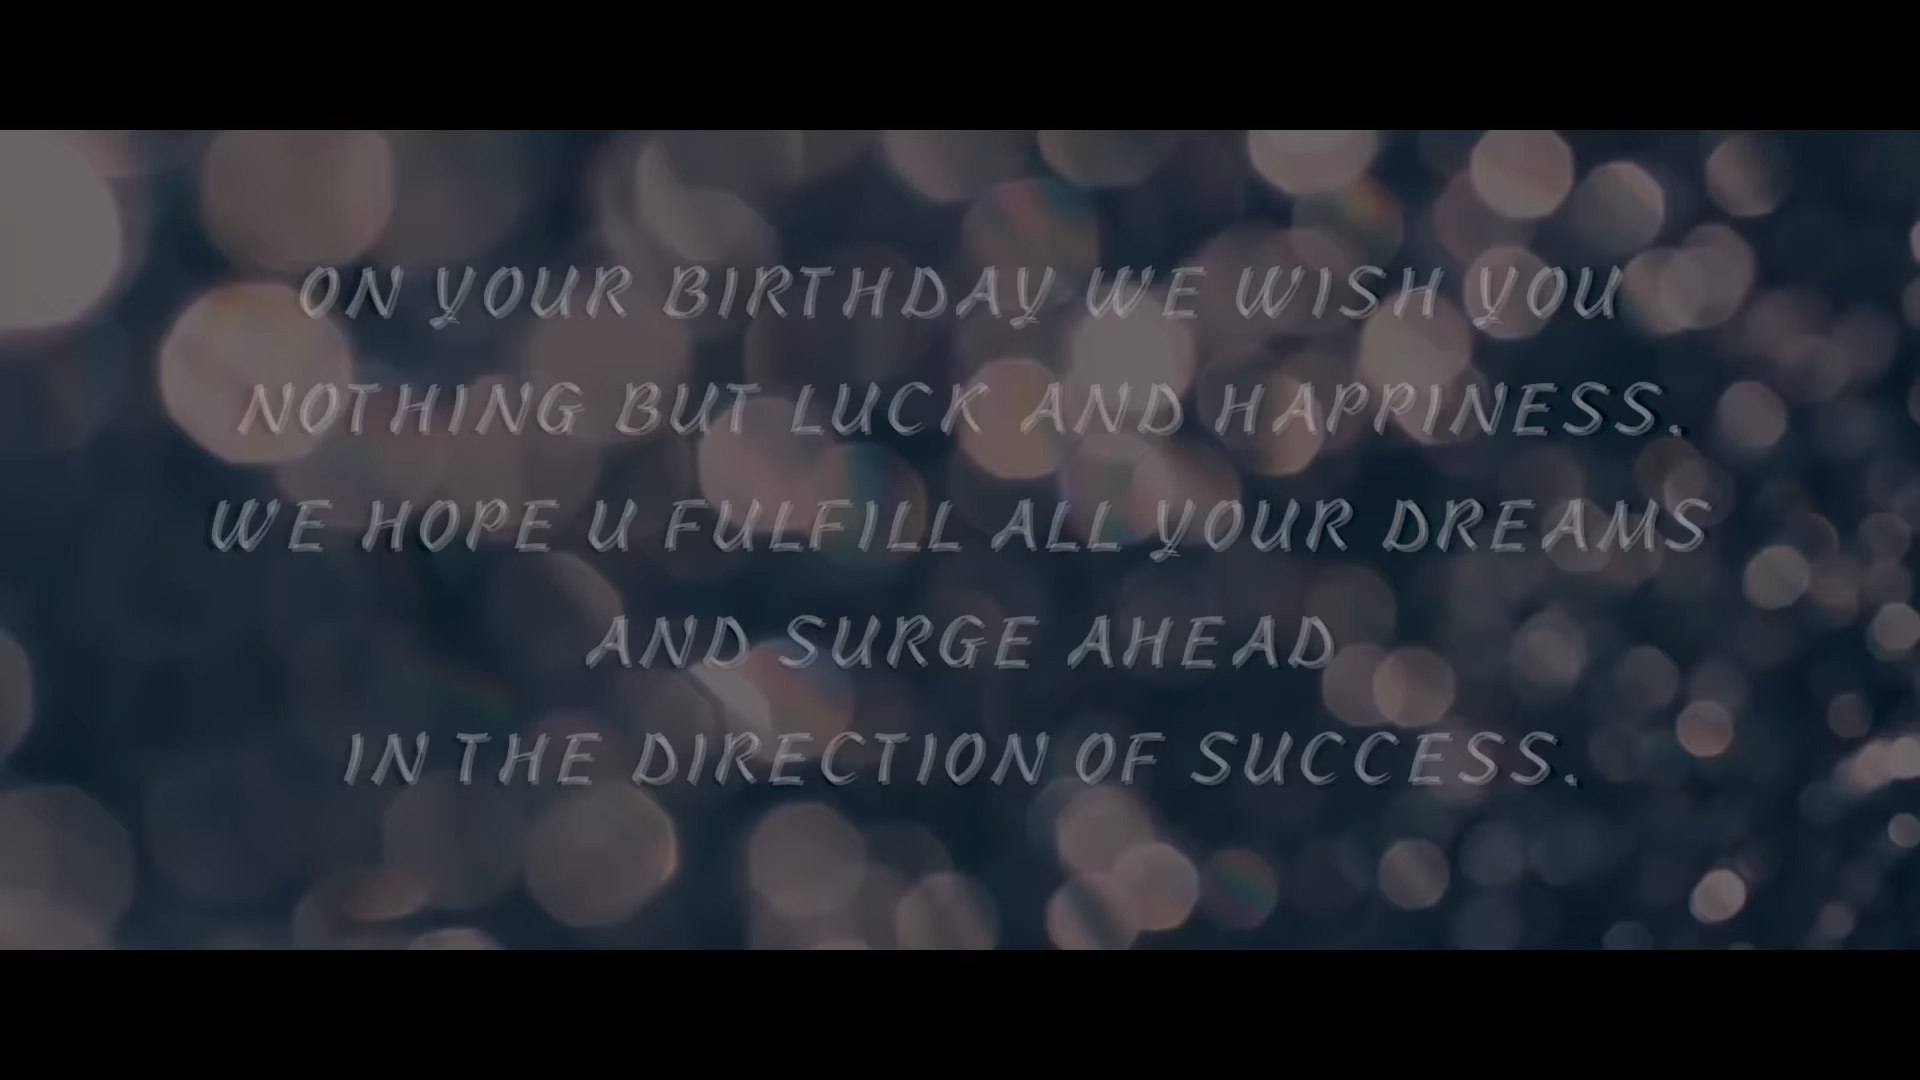 ON YOUR BIRTHDAY WE WISH YOU
NOTHING BUT LUCK AND HAPPINESS.
WE HOPE U FULFILL ALL YOUR DREAMS
AND SURGE AHEAD
IN THE DIRECTION OF SUCCESS.